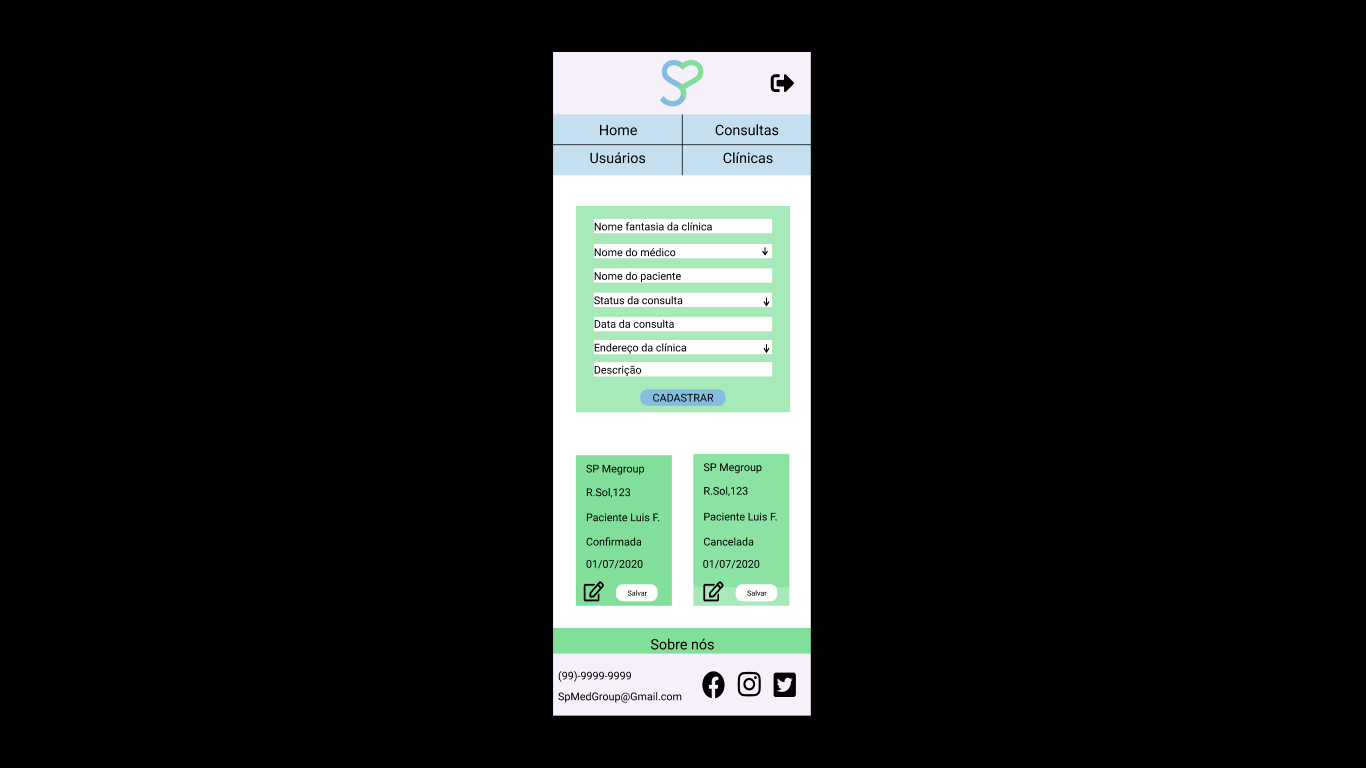 Home
Consultas
Usuários
Clínicas
Nome fantasia da clínica
Nome do médico
Nome do paciente
Status da consulta
Data da consulta
Endereço da clínica
Descrição
CADASTRAR
SP Megroup
R.Sol,123
Paciente Luis F.
Confirmada
01/07/2020
Salvar
SP Megroup
R.Sol,123
Paciente Luis F.
Cancelada
01/07/2020
Salvar
Sobre nós
(99)-9999-9999
SpMedGroup@Gmail.com